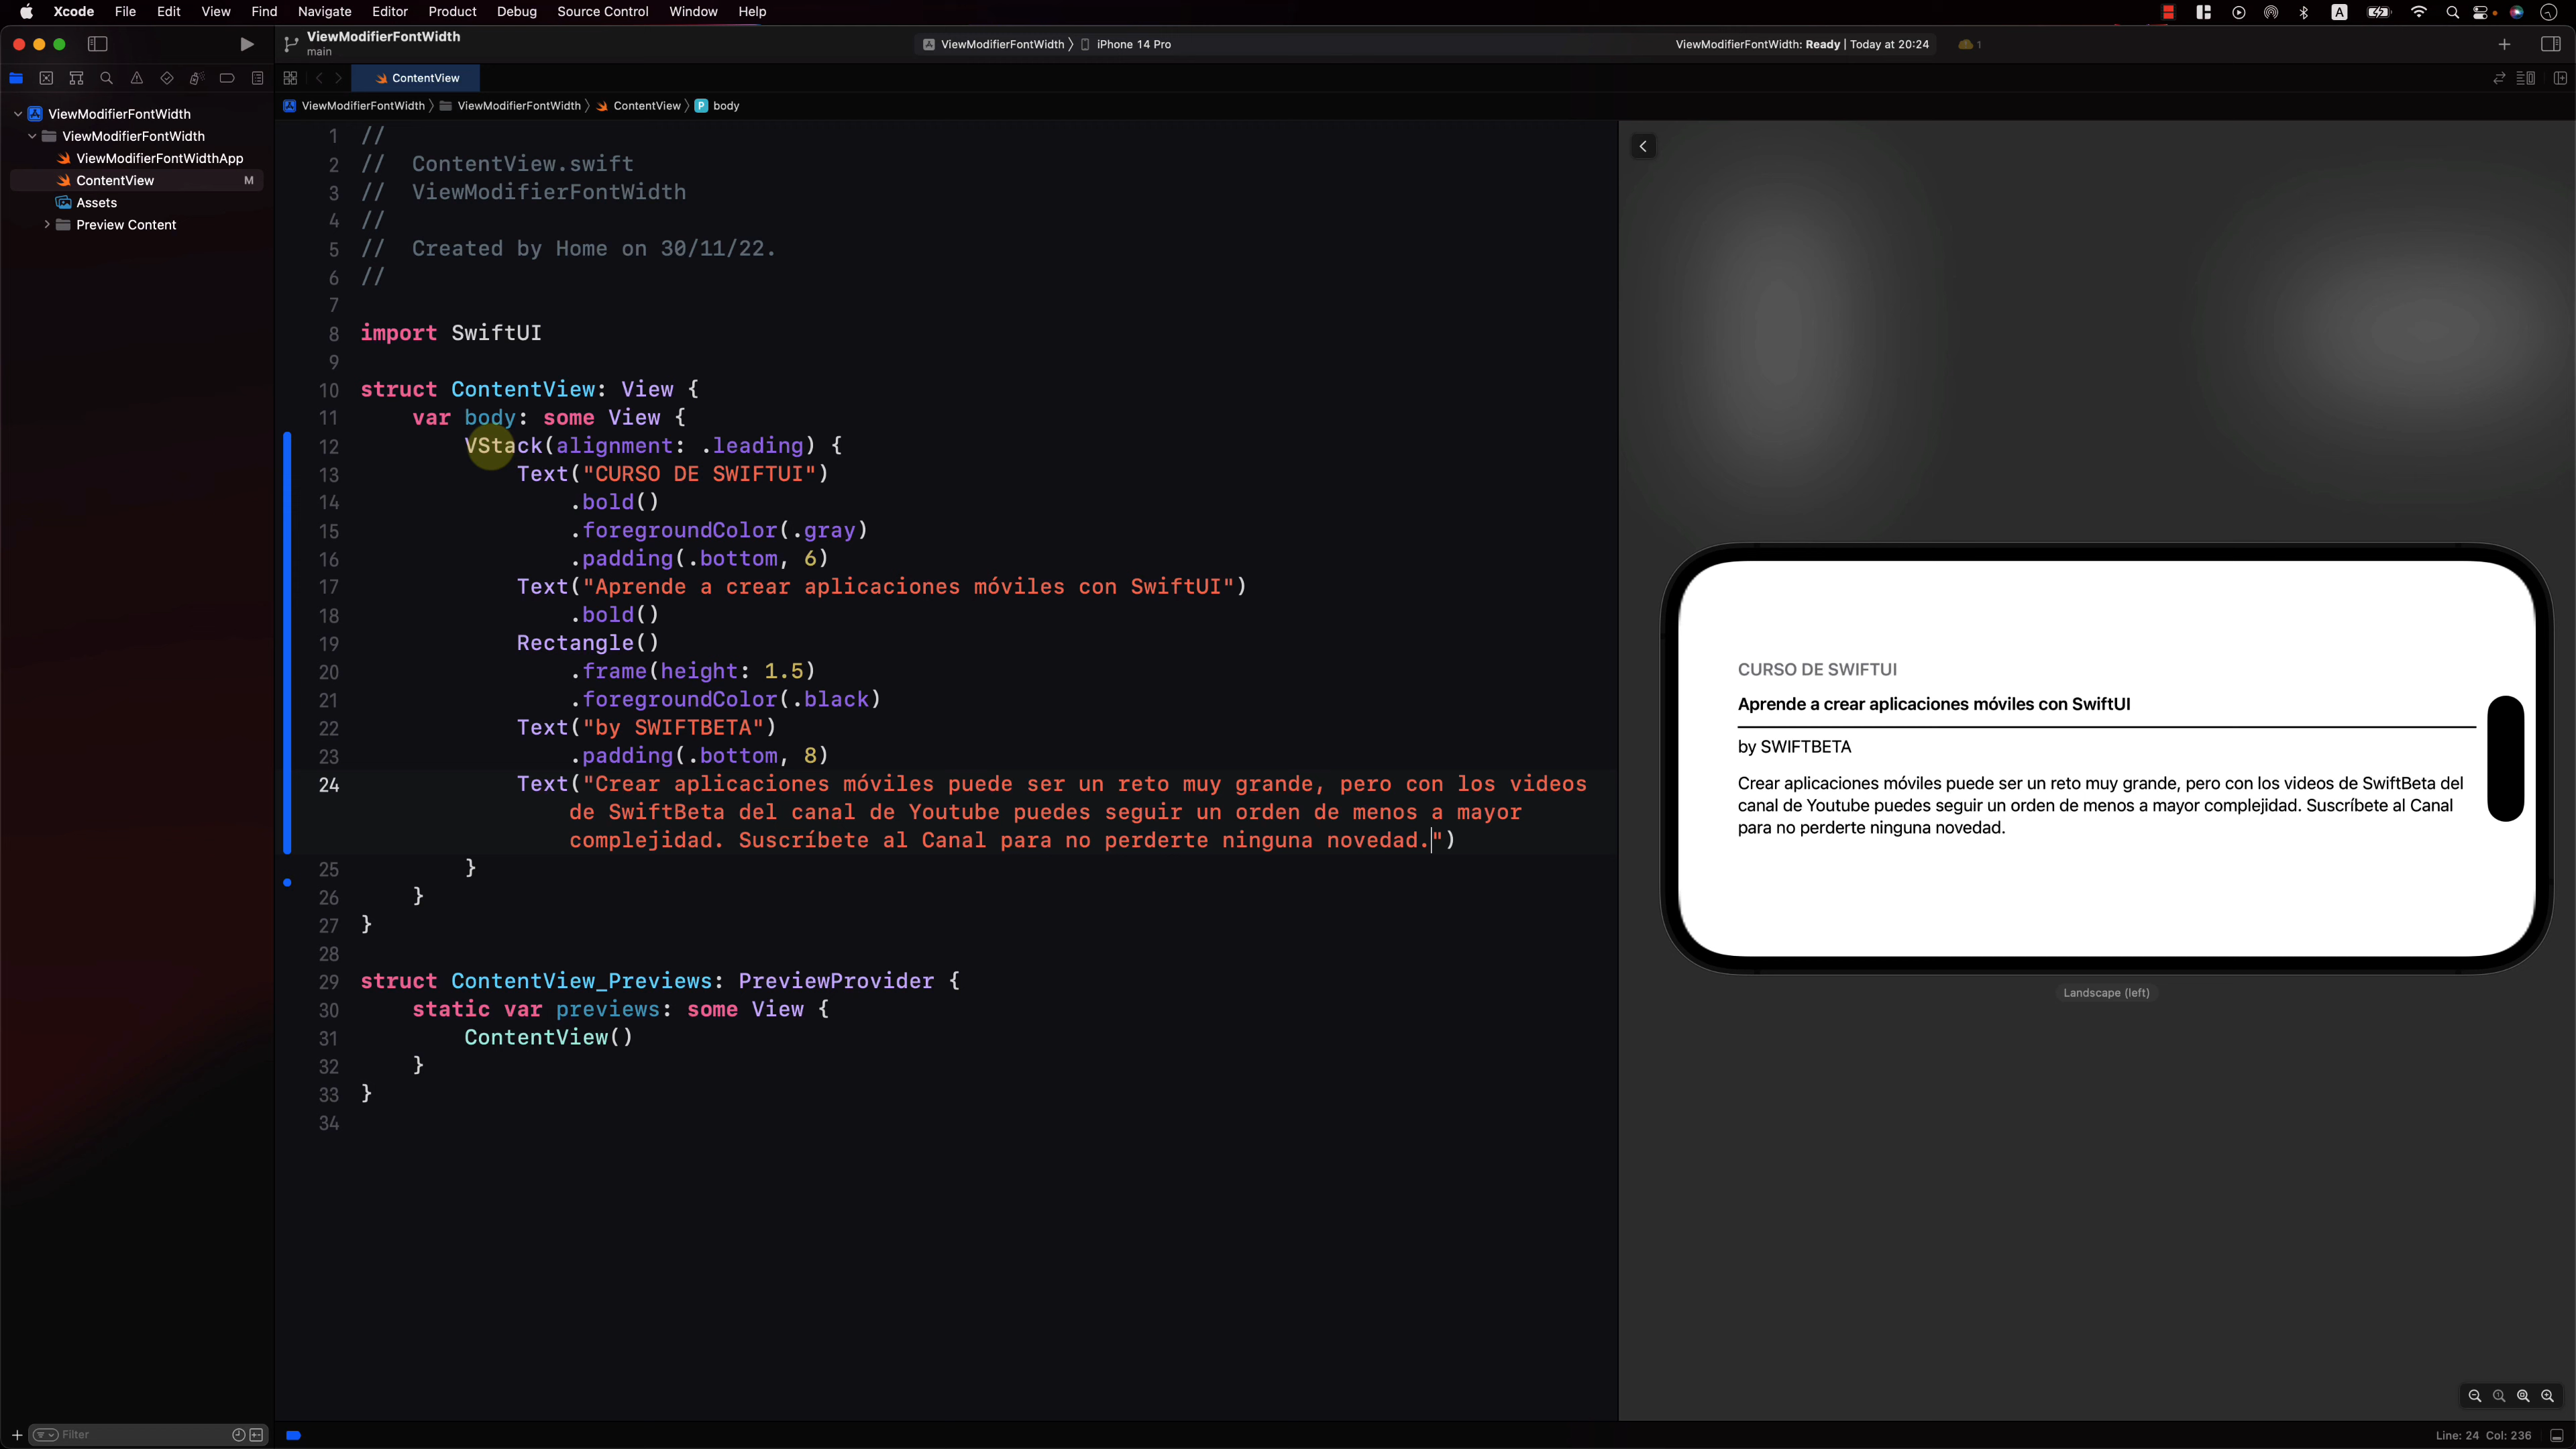 Xcode File Edit View Find Navigate Editor Product Debug Source Control Window Help
ViewModifierFontWidth
main
ViewModifierFontWidth 〉 iPhone 14 Pro
ViewModifierFontWidth: Ready | Today at 20:24
1
ContentView
ViewModifierFontWidth 〉 ViewModifierFontWidth 〉 ContentView 〉 P body
ViewModifierFontWidth
ViewModifierFontWidth
ViewModifierFontWidthApp
ContentView M
Assets
Preview Content
1 //
2 //  ContentView.swift
3 //  ViewModifierFontWidth
4 //
5 //  Created by Home on 30/11/22.
6 //
7
8 import SwiftUI
9
10 struct ContentView: View {
11     var body: some View {
12         VStack(alignment: .leading) {
13             Text("CURSO DE SWIFTUI")
14                 .bold()
15                 .foregroundColor(.gray)
16                 .padding(.bottom, 6)
17             Text("Aprende a crear aplicaciones móviles con SwiftUI")
18                 .bold()
19             Rectangle()
20                 .frame(height: 1.5)
21                 .foregroundColor(.black)
22             Text("by SWIFTBETA")
23                 .padding(.bottom, 8)
24             Text("Crear aplicaciones móviles puede ser un reto muy grande, pero con los videos
de SwiftBeta del canal de Youtube puedes seguir un orden de menos a mayor
complejidad. Suscríbete al Canal para no perderte ninguna novedad.")
25         }
26     }
27 }
28
29 struct ContentView_Previews: PreviewProvider {
30     static var previews: some View {
31         ContentView()
32     }
33 }
34
CURSO DE SWIFTUI
Aprende a crear aplicaciones móviles con SwiftUI
by SWIFTBETA
Crear aplicaciones móviles puede ser un reto muy grande, pero con los videos de SwiftBeta del
canal de Youtube puedes seguir un orden de menos a mayor complejidad. Suscríbete al Canal
para no perderte ninguna novedad.
Landscape (left)
Filter
Line: 24 Col: 236